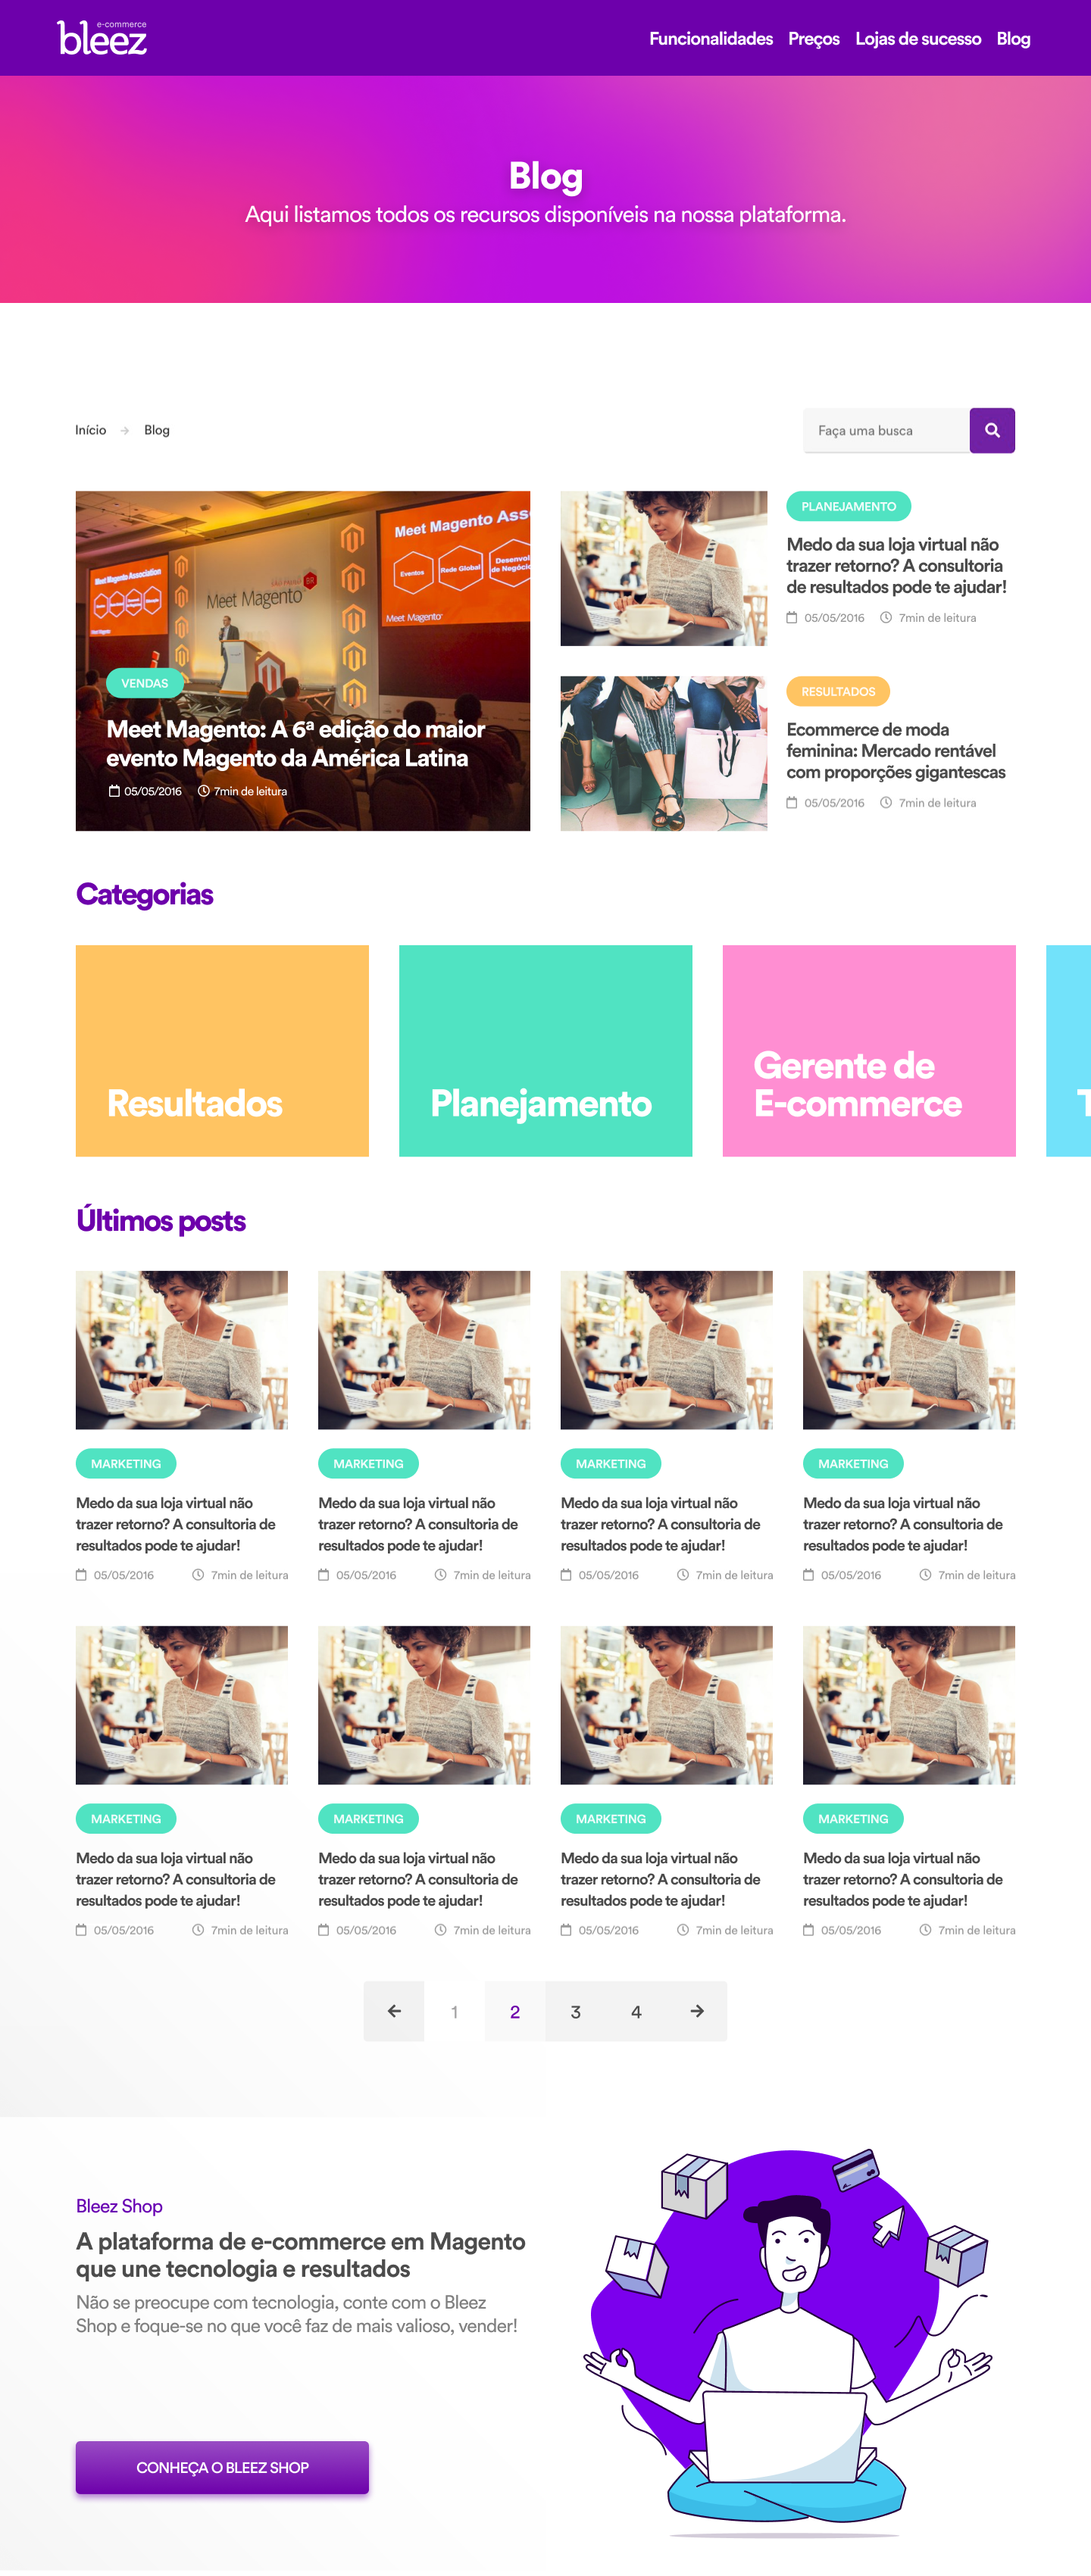 e-commerce
bleez
Funcionalidades Preços Lojas de sucesso Blog
Blog
Aqui listamos todos os recursos disponíveis na nossa plataforma.
Início Blog
Faça uma busca
Meet Magento Association
Meet Magento
Meet Magento Ass
Eventos
Rede Global
Desenvol
de Negóci
Meet Magento
VENDAS
Meet Magento: A 6ª edição do maior
evento Magento da América Latina
05/05/2016 7min de leitura
PLANEJAMENTO
Medo da sua loja virtual não
trazer retorno? A consultoria
de resultados pode te ajudar!
05/05/2016 7min de leitura
RESULTADOS
Ecommerce de moda
feminina: Mercado rentável
com proporções gigantescas
05/05/2016 7min de leitura
Categorias
Resultados
Planejamento
Gerente de
E-commerce
T
Últimos posts
MARKETING
Medo da sua loja virtual não
trazer retorno? A consultoria de
resultados pode te ajudar!
05/05/2016 7min de leitura
MARKETING
Medo da sua loja virtual não
trazer retorno? A consultoria de
resultados pode te ajudar!
05/05/2016 7min de leitura
MARKETING
Medo da sua loja virtual não
trazer retorno? A consultoria de
resultados pode te ajudar!
05/05/2016 7min de leitura
MARKETING
Medo da sua loja virtual não
trazer retorno? A consultoria de
resultados pode te ajudar!
05/05/2016 7min de leitura
MARKETING
Medo da sua loja virtual não
trazer retorno? A consultoria de
resultados pode te ajudar!
05/05/2016 7min de leitura
MARKETING
Medo da sua loja virtual não
trazer retorno? A consultoria de
resultados pode te ajudar!
05/05/2016 7min de leitura
MARKETING
Medo da sua loja virtual não
trazer retorno? A consultoria de
resultados pode te ajudar!
05/05/2016 7min de leitura
MARKETING
Medo da sua loja virtual não
trazer retorno? A consultoria de
resultados pode te ajudar!
05/05/2016 7min de leitura
1 2 3 4
Bleez Shop
A plataforma de e-commerce em Magento
que une tecnologia e resultados
Não se preocupe com tecnologia, conte com o Bleez
Shop e foque-se no que você faz de mais valioso, vender!
CONHEÇA O BLEEZ SHOP